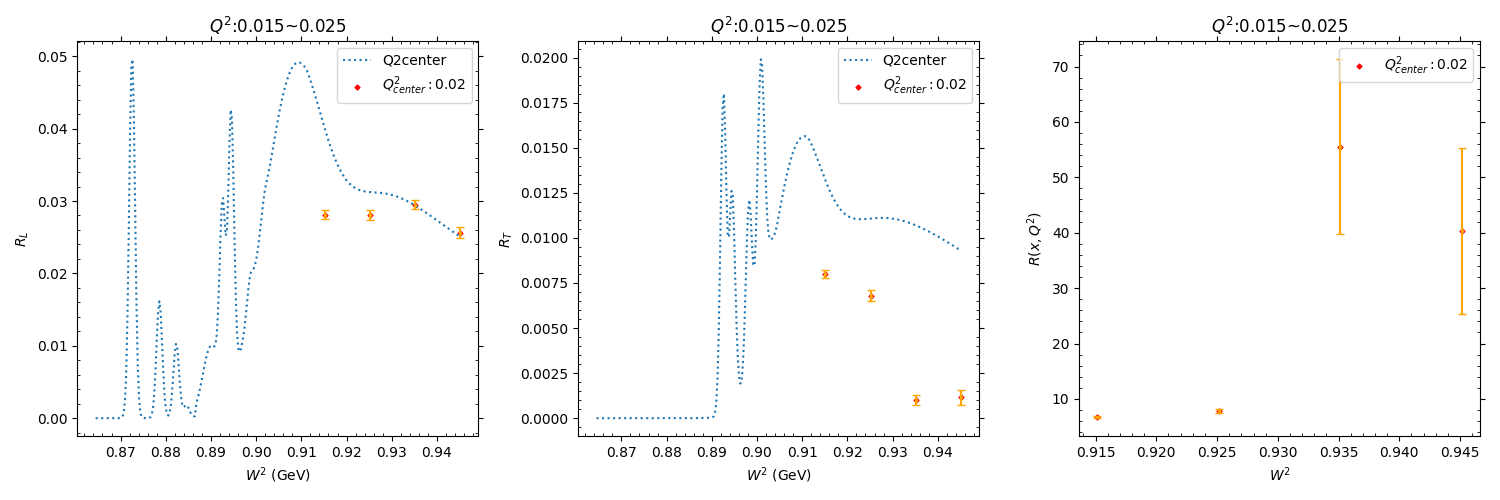 Q²:0.015~0.025
Q2center
Q²center : 0.02
R_L
0.05
0.04
0.03
0.02
0.01
0.00
0.87 0.88 0.89 0.90 0.91 0.92 0.93 0.94
W² (GeV)
Q²:0.015~0.025
Q2center
Q²center : 0.02
R_T
0.0200
0.0175
0.0150
0.0125
0.0100
0.0075
0.0050
0.0025
0.0000
0.87 0.88 0.89 0.90 0.91 0.92 0.93 0.94
W² (GeV)
Q²:0.015~0.025
Q²center : 0.02
R(x, Q²)
70
60
50
40
30
20
10
0.915 0.920 0.925 0.930 0.935 0.940 0.945
W²